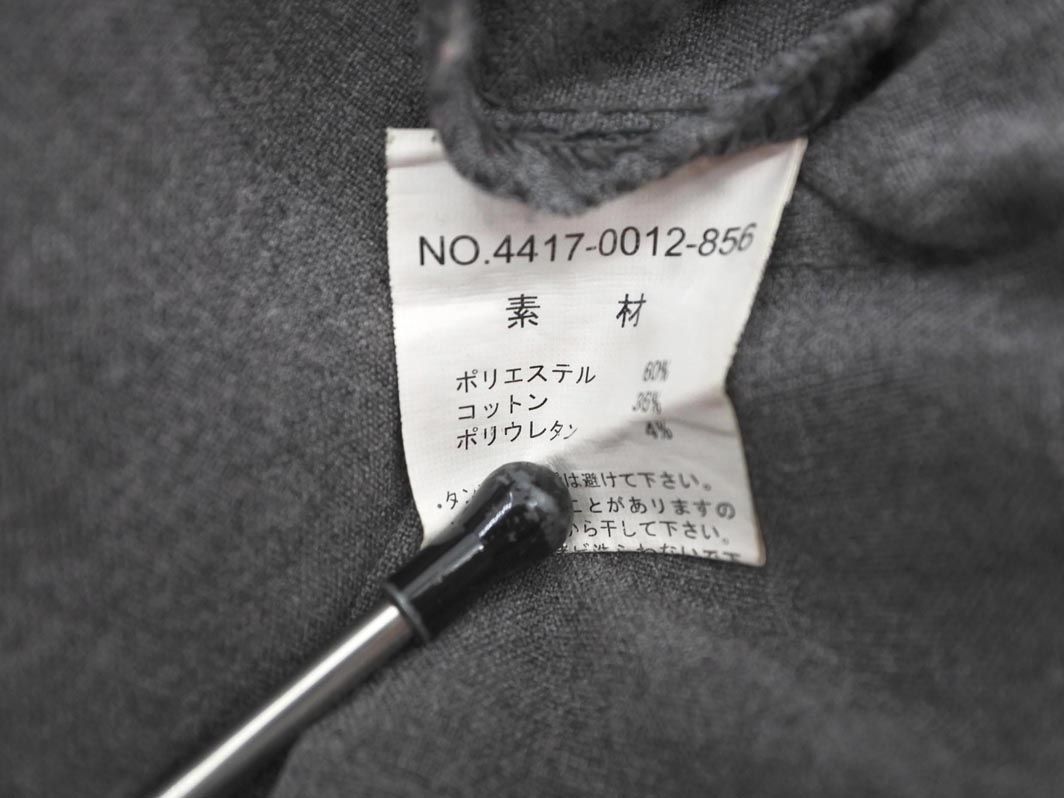 NO.4417-0012-856
素 材
ポリエステル 60%
コットン 36%
ポリウレタン 4%
・タン は避けて下さい。
ことがありますの
から干して下さい。